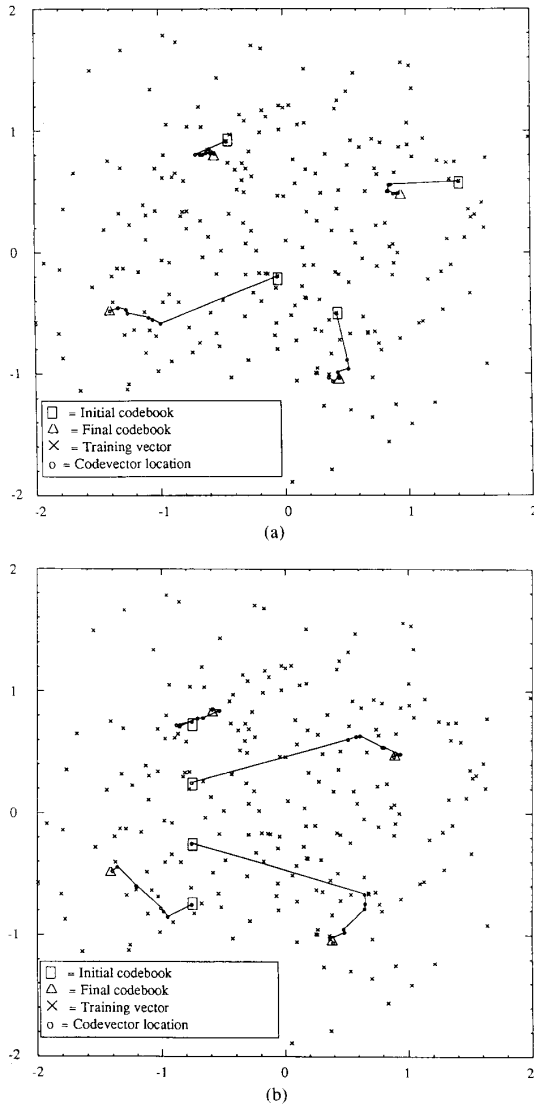 2
1
0
-1
-2
□ = Initial codebook
△ = Final codebook
× = Training vector
o = Codevector location
-2
-1
0
1
2
(a)
2
1
0
-1
-2
□ = Initial codebook
△ = Final codebook
× = Training vector
o = Codevector location
-2
-1
0
1
2
(b)